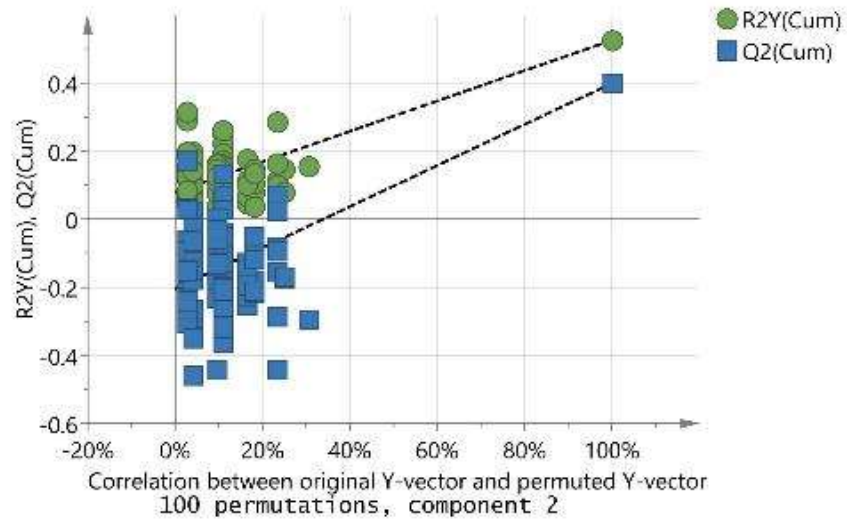 R2Y(Cum)
Q2(Cum)
R2Y(Cum), Q2(Cum)
0.4
0.2
0
-0.2
-0.4
-0.6
-20% 0% 20% 40% 60% 80% 100%
Correlation between original Y-vector and permuted Y-vector
100 permutations, component 2